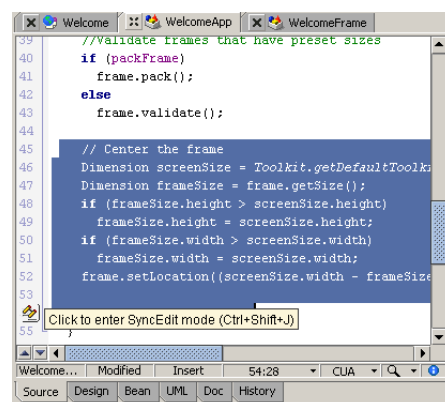 Welcome WelcomeApp WelcomeFrame
39 //Validate frames that have preset sizes
40 if (packFrame)
41 frame.pack();
42 else
43 frame.validate();
44
45 // Center the frame
46 Dimension screenSize = Toolkit.getDefaultToolki
47 Dimension frameSize = frame.getSize();
48 if (frameSize.height > screenSize.height)
49 frameSize.height = screenSize.height;
50 if (frameSize.width > screenSize.width)
51 frameSize.width = screenSize.width;
52 frame.setLocation((screenSize.width - frameSize
53
Click to enter SyncEdit mode (Ctrl+Shift+J)
55 }
Welcome... Modified Insert 54:28 CUA
Source Design Bean UML Doc History